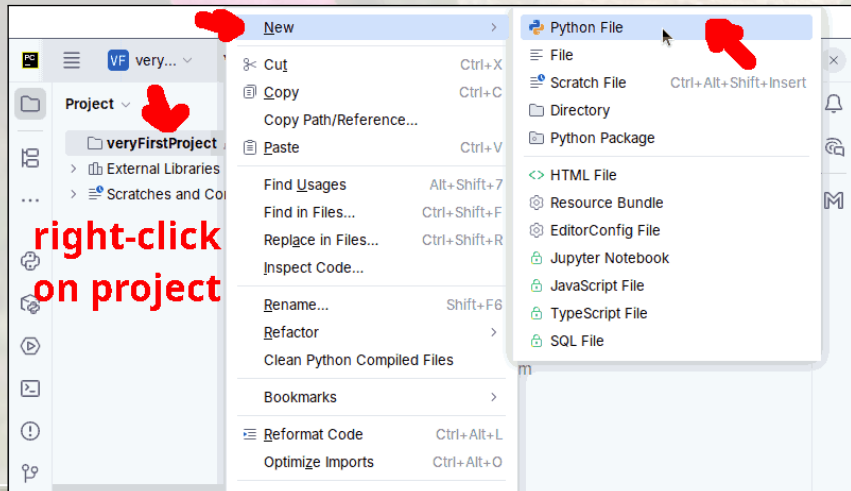 PC
VF very...
Project
veryFirstProject
External Libraries
Scratches and Co
right-click
on project
New
Cut Ctrl+X
Copy Ctrl+C
Copy Path/Reference...
Paste Ctrl+V
Find Usages Alt+Shift+7
Find in Files... Ctrl+Shift+F
Replace in Files... Ctrl+Shift+R
Inspect Code...
Rename... Shift+F6
Refactor
Clean Python Compiled Files
Bookmarks
Reformat Code Ctrl+Alt+L
Optimize Imports Ctrl+Alt+O
Python File
File
Scratch File Ctrl+Alt+Shift+Insert
Directory
Python Package
HTML File
Resource Bundle
EditorConfig File
Jupyter Notebook
JavaScript File
TypeScript File
SQL File
m